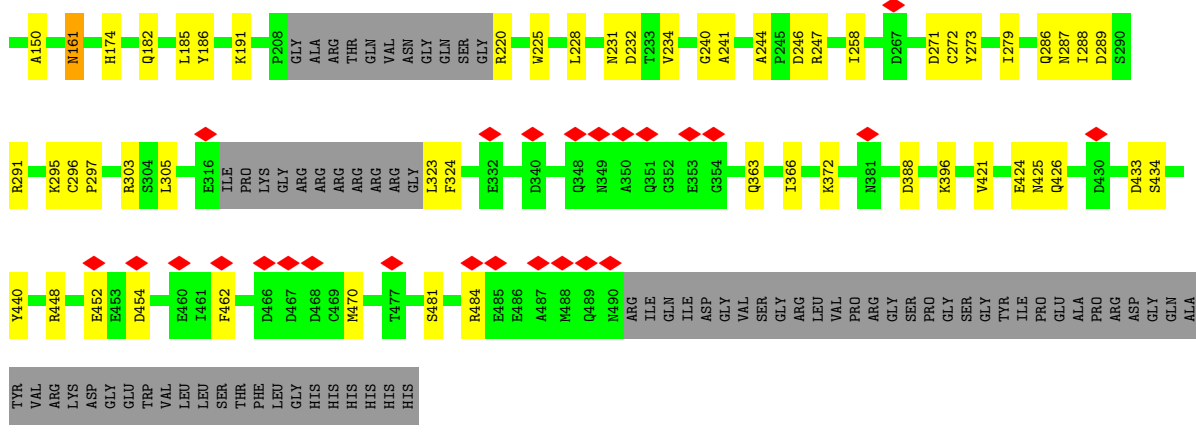 A150 N161 H174 Q182 L185 Y186 K191 P208 GLY ALA ARG THR GLN VAL ASN GLY GLN SER GLY R220 W225 L228 N231 D232 T233 V234 G240 A241 A244 P245 D246 R247 I258 D267 D271 C272 Y273 I279 Q286 N287 I288 D289 S290
R291 K295 C296 P297 R303 S304 L305 E316 ILE PRO LYS GLY ARG ARG ARG ARG ARG ARG GLY L323 F324 E332 D340 Q348 N349 A350 Q351 G352 E353 G354 Q363 I366 K372 N381 D388 K396 V421 E424 N425 Q426 D430 D433 S434
Y440 R448 E452 E453 D454 E460 I461 F462 D466 D467 D468 C469 M470 T477 S481 R484 E485 E486 A487 M488 Q489 N490 ARG ILE GLN ILE ASP GLY VAL SER GLY ARG LEU VAL PRO ARG GLY SER PRO GLY SER GLY TYR ILE PRO GLU ALA PRO ARG ASP GLY GLN ALA
TYR VAL ARG LYS ASP GLY GLU TRP VAL LEU LEU SER THR PHE LEU GLY HIS HIS HIS HIS HIS HIS